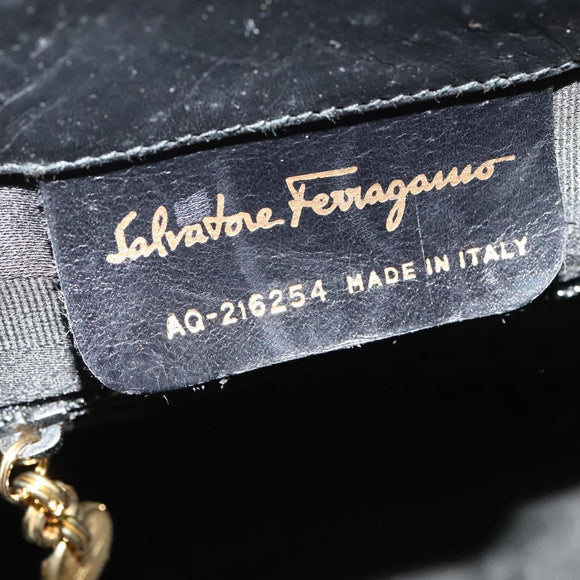 Salvatore Ferragamo
AQ-216254 MADE IN ITALY